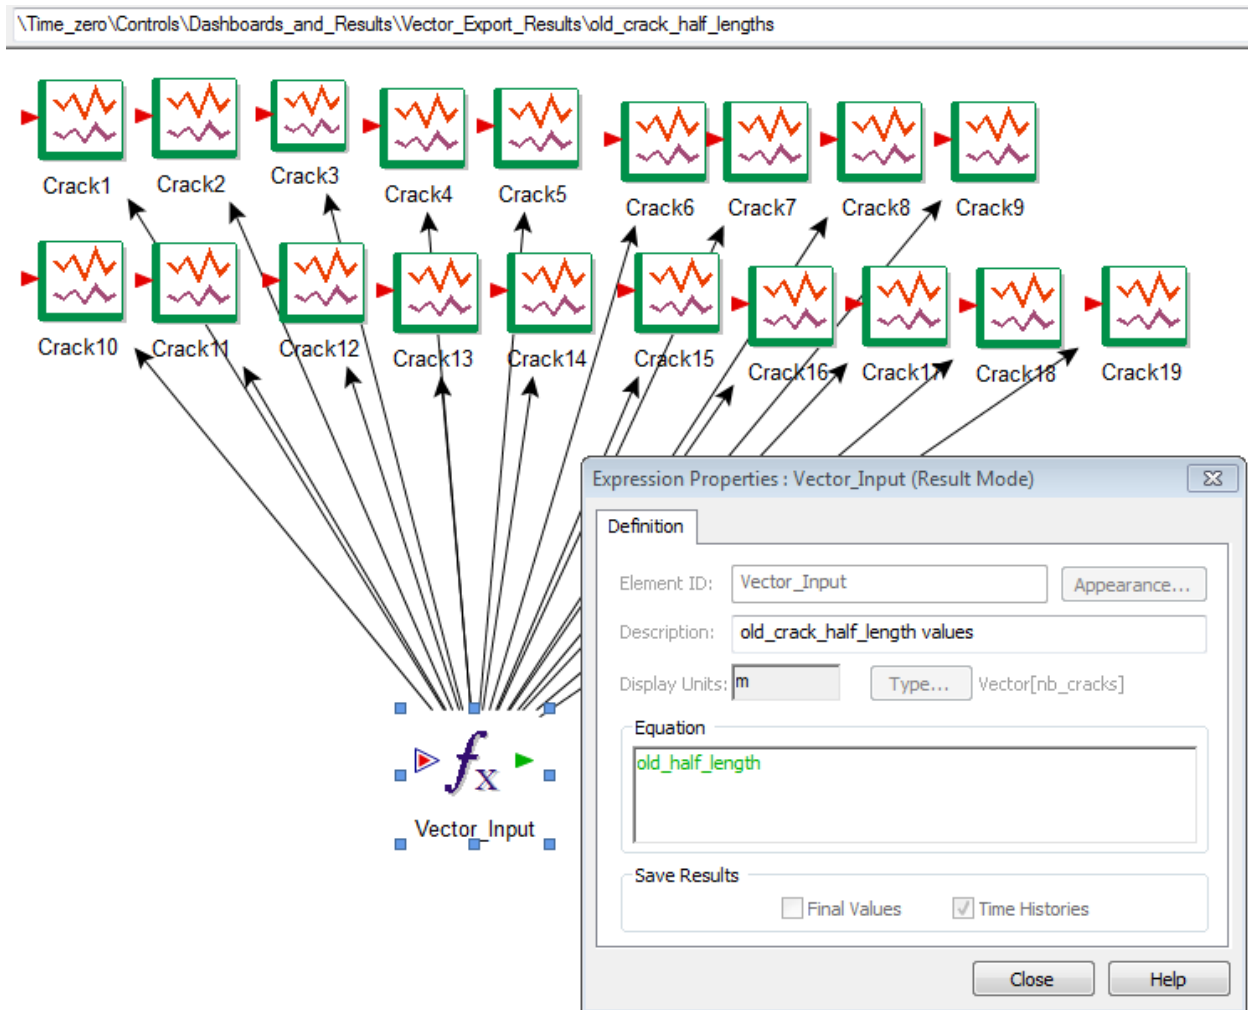 \Time_zero\Controls\Dashboards_and_Results\Vector_Export_Results\old_crack_half_lengths
Crack1 Crack2 Crack3 Crack4 Crack5 Crack6 Crack7 Crack8 Crack9
Crack10 Crack11 Crack12 Crack13 Crack14 Crack15 Crack16 Crack17 Crack18 Crack19
Expression Properties : Vector_Input (Result Mode)
Definition
Element ID: Vector_Input Appearance...
Description: old_crack_half_length values
Display Units: m Type... Vector[nb_cracks]
Equation
old_half_length
Save Results
Final Values Time Histories
Close Help
fx
Vector_Input